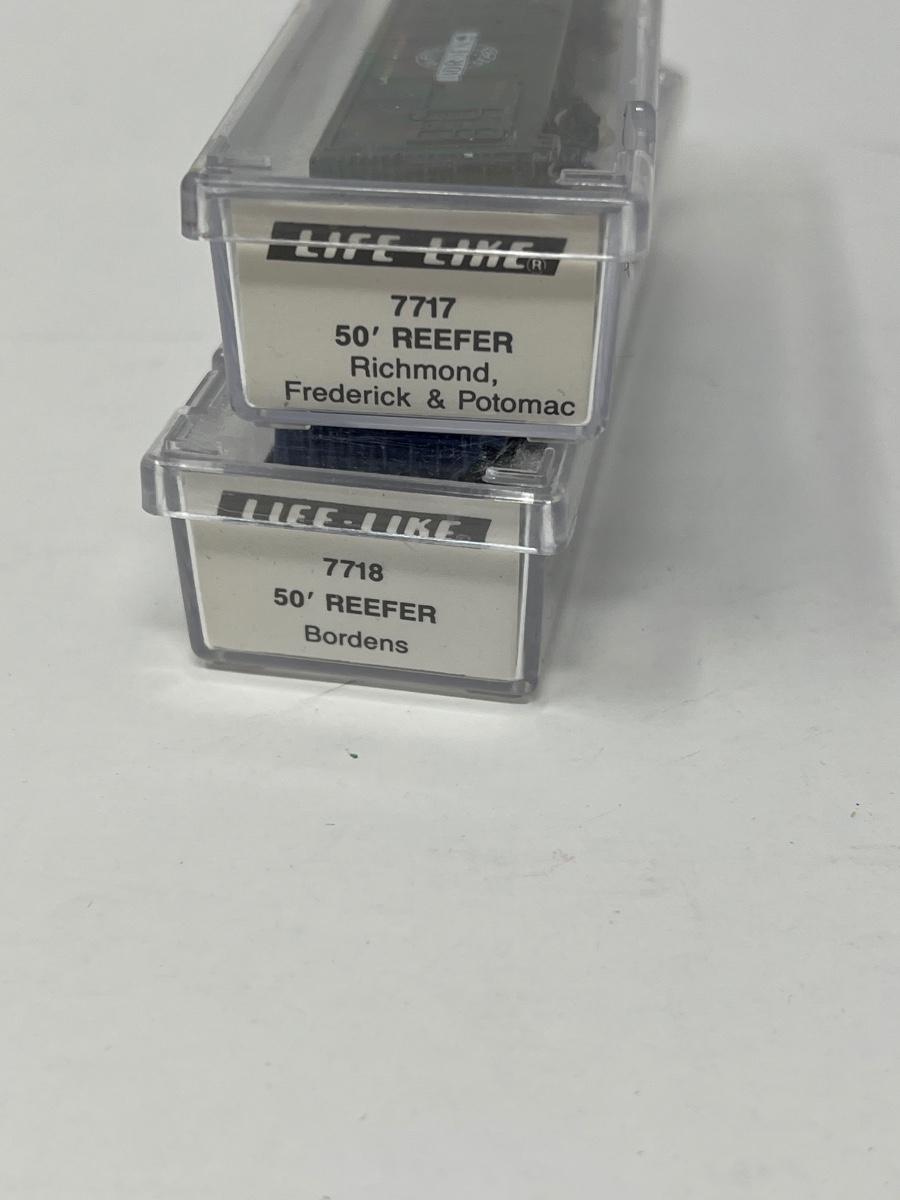 LIFE-LIKE®
7717
50' REEFER
Richmond,
Frederick & Potomac
LIFE-LIKE®
7718
50' REEFER
Bordens